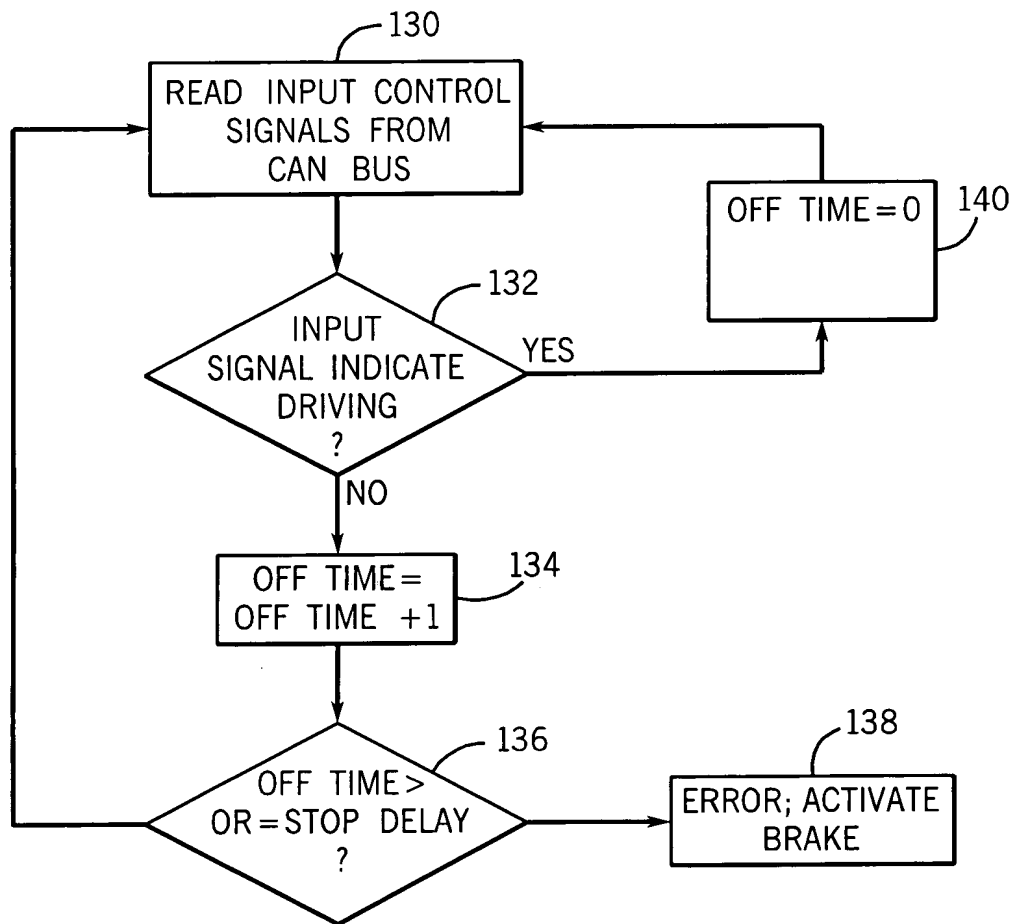 130
READ INPUT CONTROL
SIGNALS FROM
CAN BUS
OFF TIME=0
140
132
INPUT
SIGNAL INDICATE
DRIVING
?
YES
NO
OFF TIME=
OFF TIME +1
134
136
OFF TIME>
OR=STOP DELAY
?
138
ERROR; ACTIVATE
BRAKE